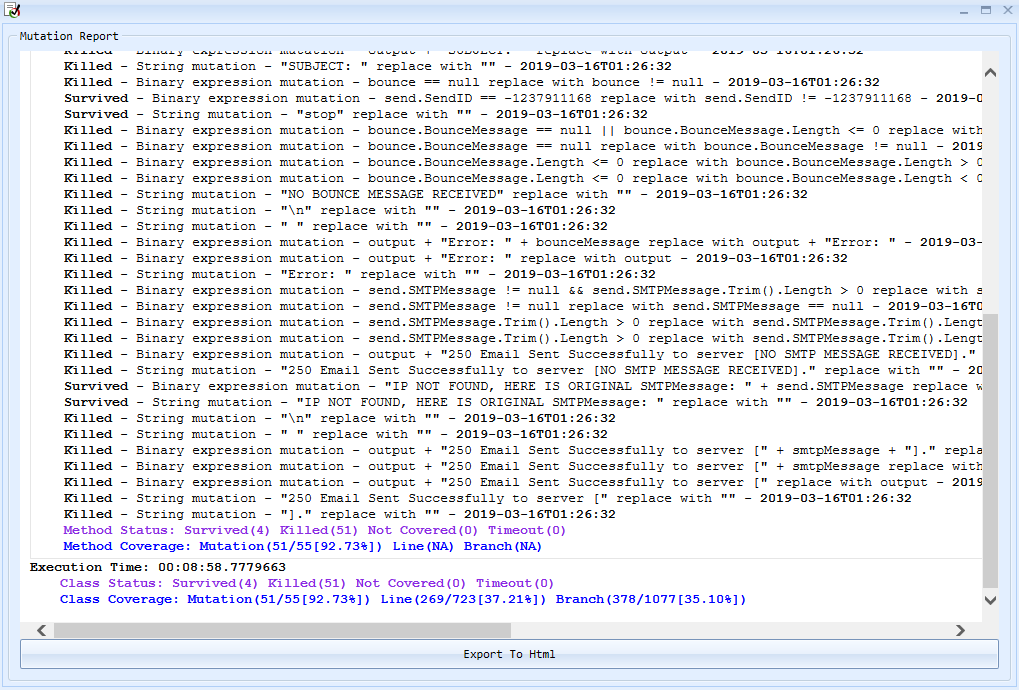 Mutation Report
Killed - Binary expression mutation - output + "SUBJECT: " replace with output - 2019-03-16T01:26:32
Killed - String mutation - "SUBJECT: " replace with "" - 2019-03-16T01:26:32
Killed - Binary expression mutation - bounce == null replace with bounce != null - 2019-03-16T01:26:32
Survived - Binary expression mutation - send.SendID == -1237911168 replace with send.SendID != -1237911168 - 2019-0
Survived - String mutation - "stop" replace with "" - 2019-03-16T01:26:32
Killed - Binary expression mutation - bounce.BounceMessage == null || bounce.BounceMessage.Length <= 0 replace with
Killed - Binary expression mutation - bounce.BounceMessage == null replace with bounce.BounceMessage != null - 2019
Killed - Binary expression mutation - bounce.BounceMessage.Length <= 0 replace with bounce.BounceMessage.Length > 0
Killed - Binary expression mutation - bounce.BounceMessage.Length <= 0 replace with bounce.BounceMessage.Length < 0
Killed - String mutation - "NO BOUNCE MESSAGE RECEIVED" replace with "" - 2019-03-16T01:26:32
Killed - String mutation - "\n" replace with "" - 2019-03-16T01:26:32
Killed - String mutation - " " replace with "" - 2019-03-16T01:26:32
Killed - Binary expression mutation - output + "Error: " + bounceMessage replace with output + "Error: " - 2019-03-
Killed - Binary expression mutation - output + "Error: " replace with output - 2019-03-16T01:26:32
Killed - String mutation - "Error: " replace with "" - 2019-03-16T01:26:32
Killed - Binary expression mutation - send.SMTPMessage != null && send.SMTPMessage.Trim().Length > 0 replace with s
Killed - Binary expression mutation - send.SMTPMessage != null replace with send.SMTPMessage == null - 2019-03-16T0
Killed - Binary expression mutation - send.SMTPMessage.Trim().Length > 0 replace with send.SMTPMessage.Trim().Lengt
Killed - Binary expression mutation - send.SMTPMessage.Trim().Length > 0 replace with send.SMTPMessage.Trim().Lengt
Killed - Binary expression mutation - output + "250 Email Sent Successfully to server [NO SMTP MESSAGE RECEIVED]."
Killed - String mutation - "250 Email Sent Successfully to server [NO SMTP MESSAGE RECEIVED]." replace with "" - 20
Survived - Binary expression mutation - "IP NOT FOUND, HERE IS ORIGINAL SMTPMessage: " + send.SMTPMessage replace w
Survived - String mutation - "IP NOT FOUND, HERE IS ORIGINAL SMTPMessage: " replace with "" - 2019-03-16T01:26:32
Killed - String mutation - "\n" replace with "" - 2019-03-16T01:26:32
Killed - String mutation - " " replace with "" - 2019-03-16T01:26:32
Killed - Binary expression mutation - output + "250 Email Sent Successfully to server [" + smtpMessage + "]." repla
Killed - Binary expression mutation - output + "250 Email Sent Successfully to server [" + smtpMessage replace with
Killed - Binary expression mutation - output + "250 Email Sent Successfully to server [" replace with output - 2019
Killed - String mutation - "250 Email Sent Successfully to server [" replace with "" - 2019-03-16T01:26:32
Killed - String mutation - "]." replace with "" - 2019-03-16T01:26:32
Method Status: Survived(4) Killed(51) Not Covered(0) Timeout(0)
Method Coverage: Mutation(51/55[92.73%]) Line(NA) Branch(NA)
Execution Time: 00:08:58.7779663
Class Status: Survived(4) Killed(51) Not Covered(0) Timeout(0)
Class Coverage: Mutation(51/55[92.73%]) Line(269/723[37.21%]) Branch(378/1077[35.10%])
Export To Html